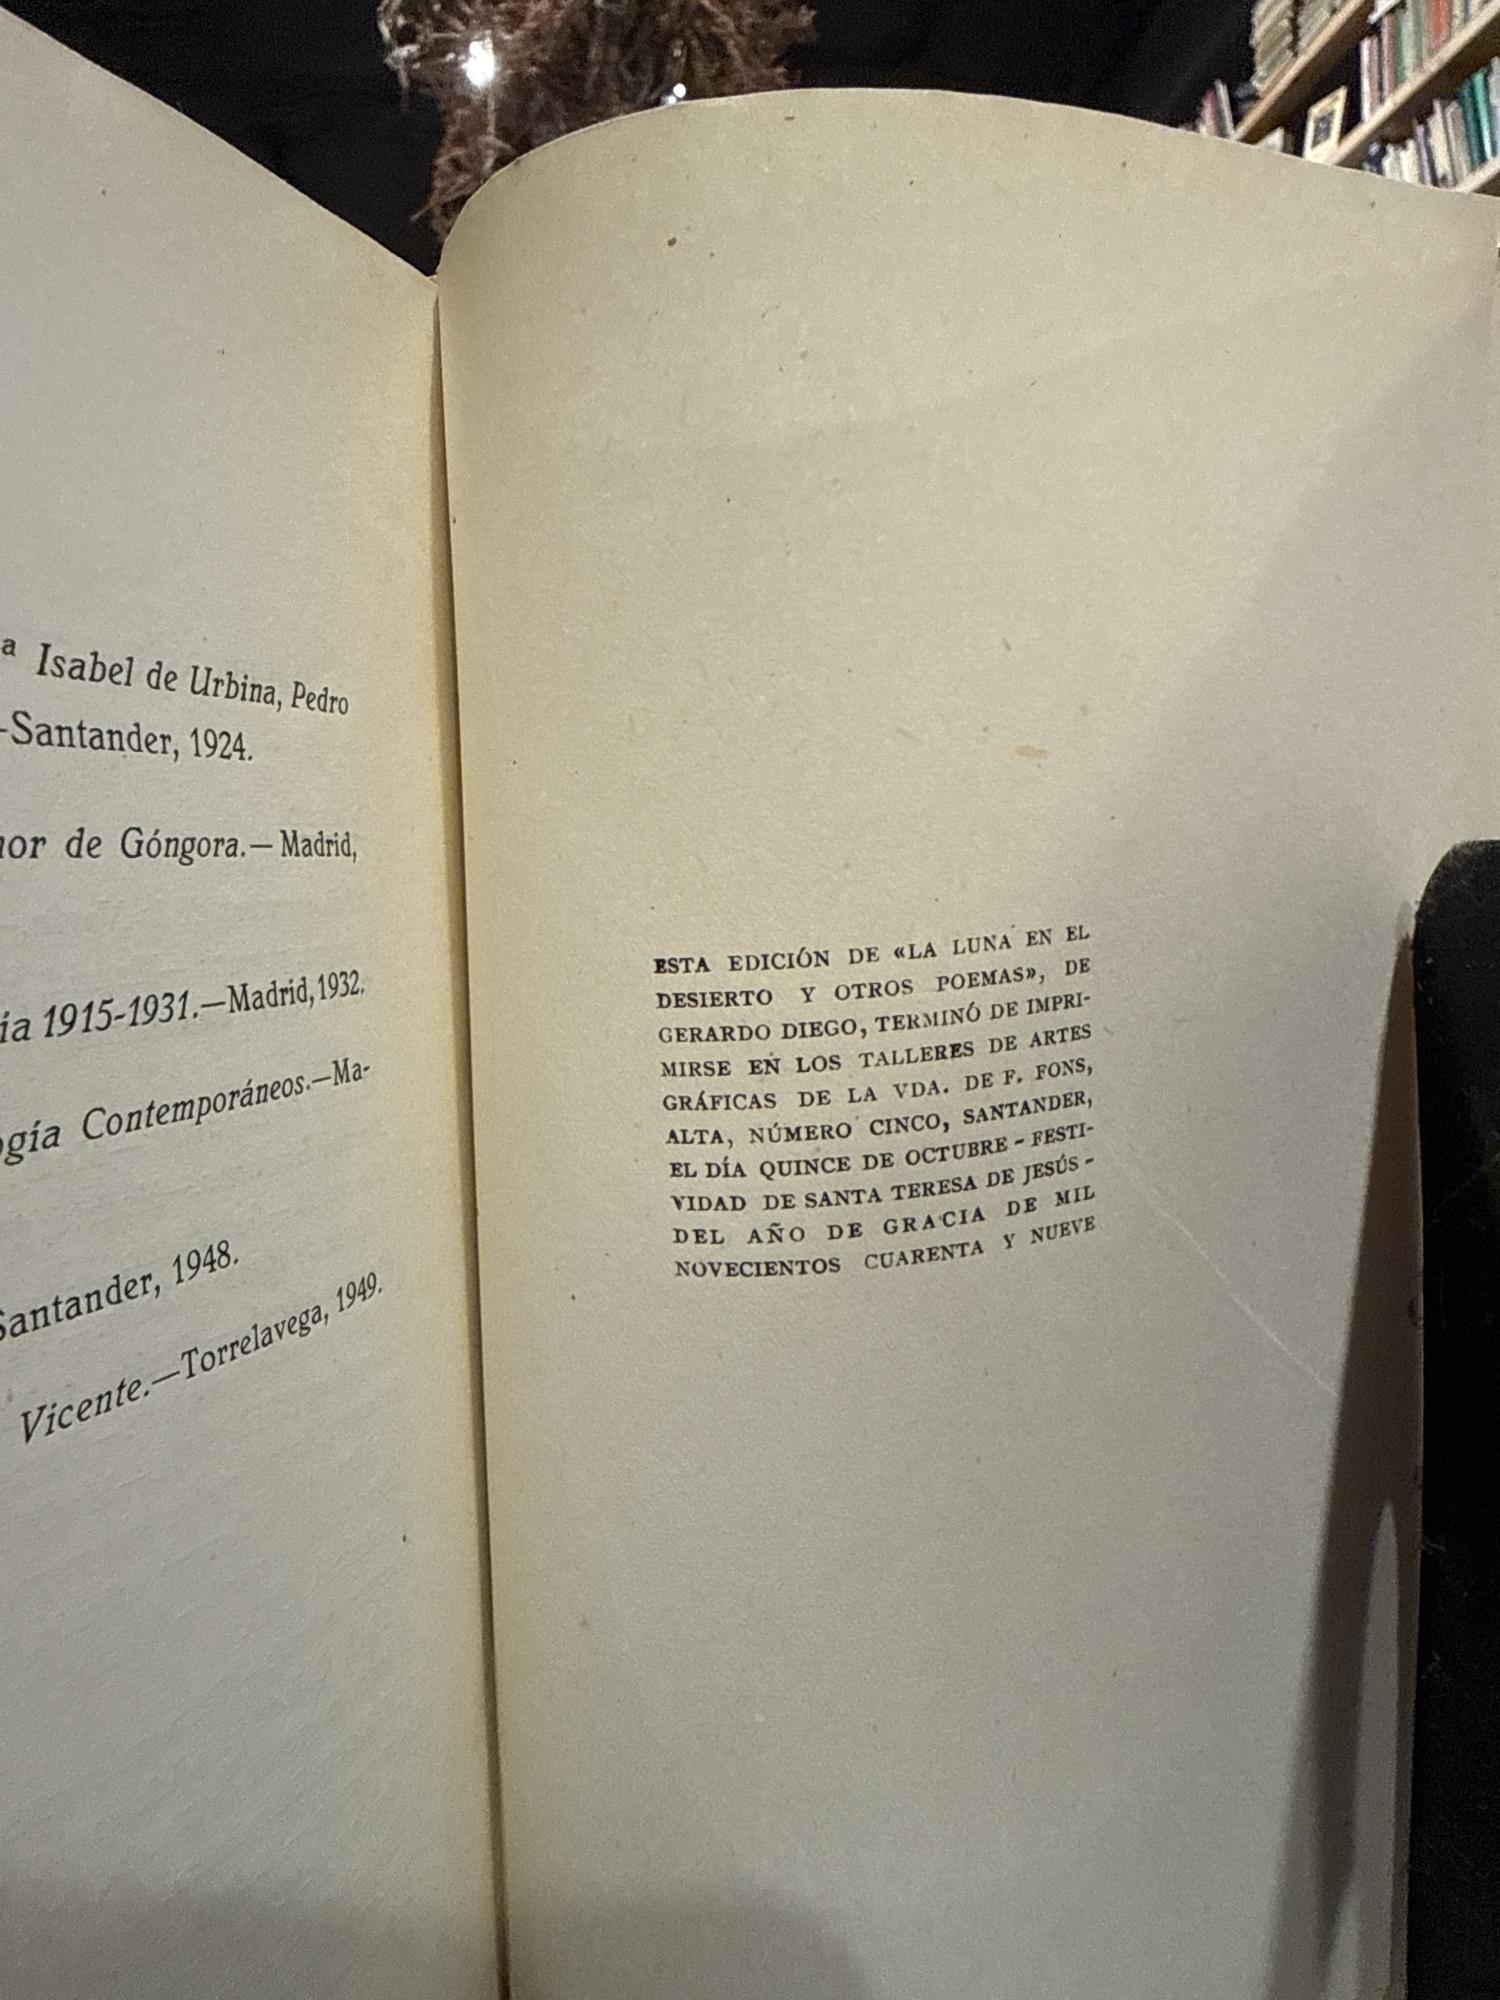 ª Isabel de Urbina, Pedro
-Santander, 1924.
de Góngora.— Madrid,
1915-1931.—Madrid, 1932.
Contemporáneos.—Ma-
Santander, 1948.
Vicente.—Torrelavega, 1949.
ESTA EDICIÓN DE «LA LUNA EN EL
DESIERTO Y OTROS POEMAS», DE
GERARDO DIEGO, TERMINÓ DE IMPRI-
MIRSE EN LOS TALLERES DE ARTES
GRÁFICAS DE LA VDA. DE F. FONS,
ALTA, NÚMERO CINCO, SANTANDER,
EL DÍA QUINCE DE OCTUBRE - FESTI-
VIDAD DE SANTA TERESA DE JESÚS -
DEL AÑO DE GRACIA DE MIL
NOVECIENTOS CUARENTA Y NUEVE